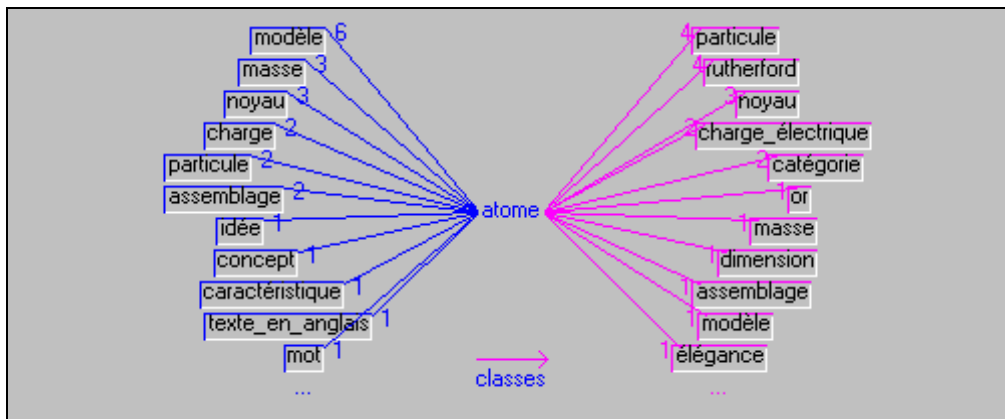 modèle 6
masse 3
noyau 3
charge 2
particule 2
assemblage 2
idée 1
concept 1
caractéristique 1
texte_en_anglais 1
mot 1
...
atome
classes
4 particule
4 rutherford
3 noyau
2 charge_électrique
2 catégorie
1 or
1 masse
1 dimension
1 assemblage
1 modèle
1 élégance
...